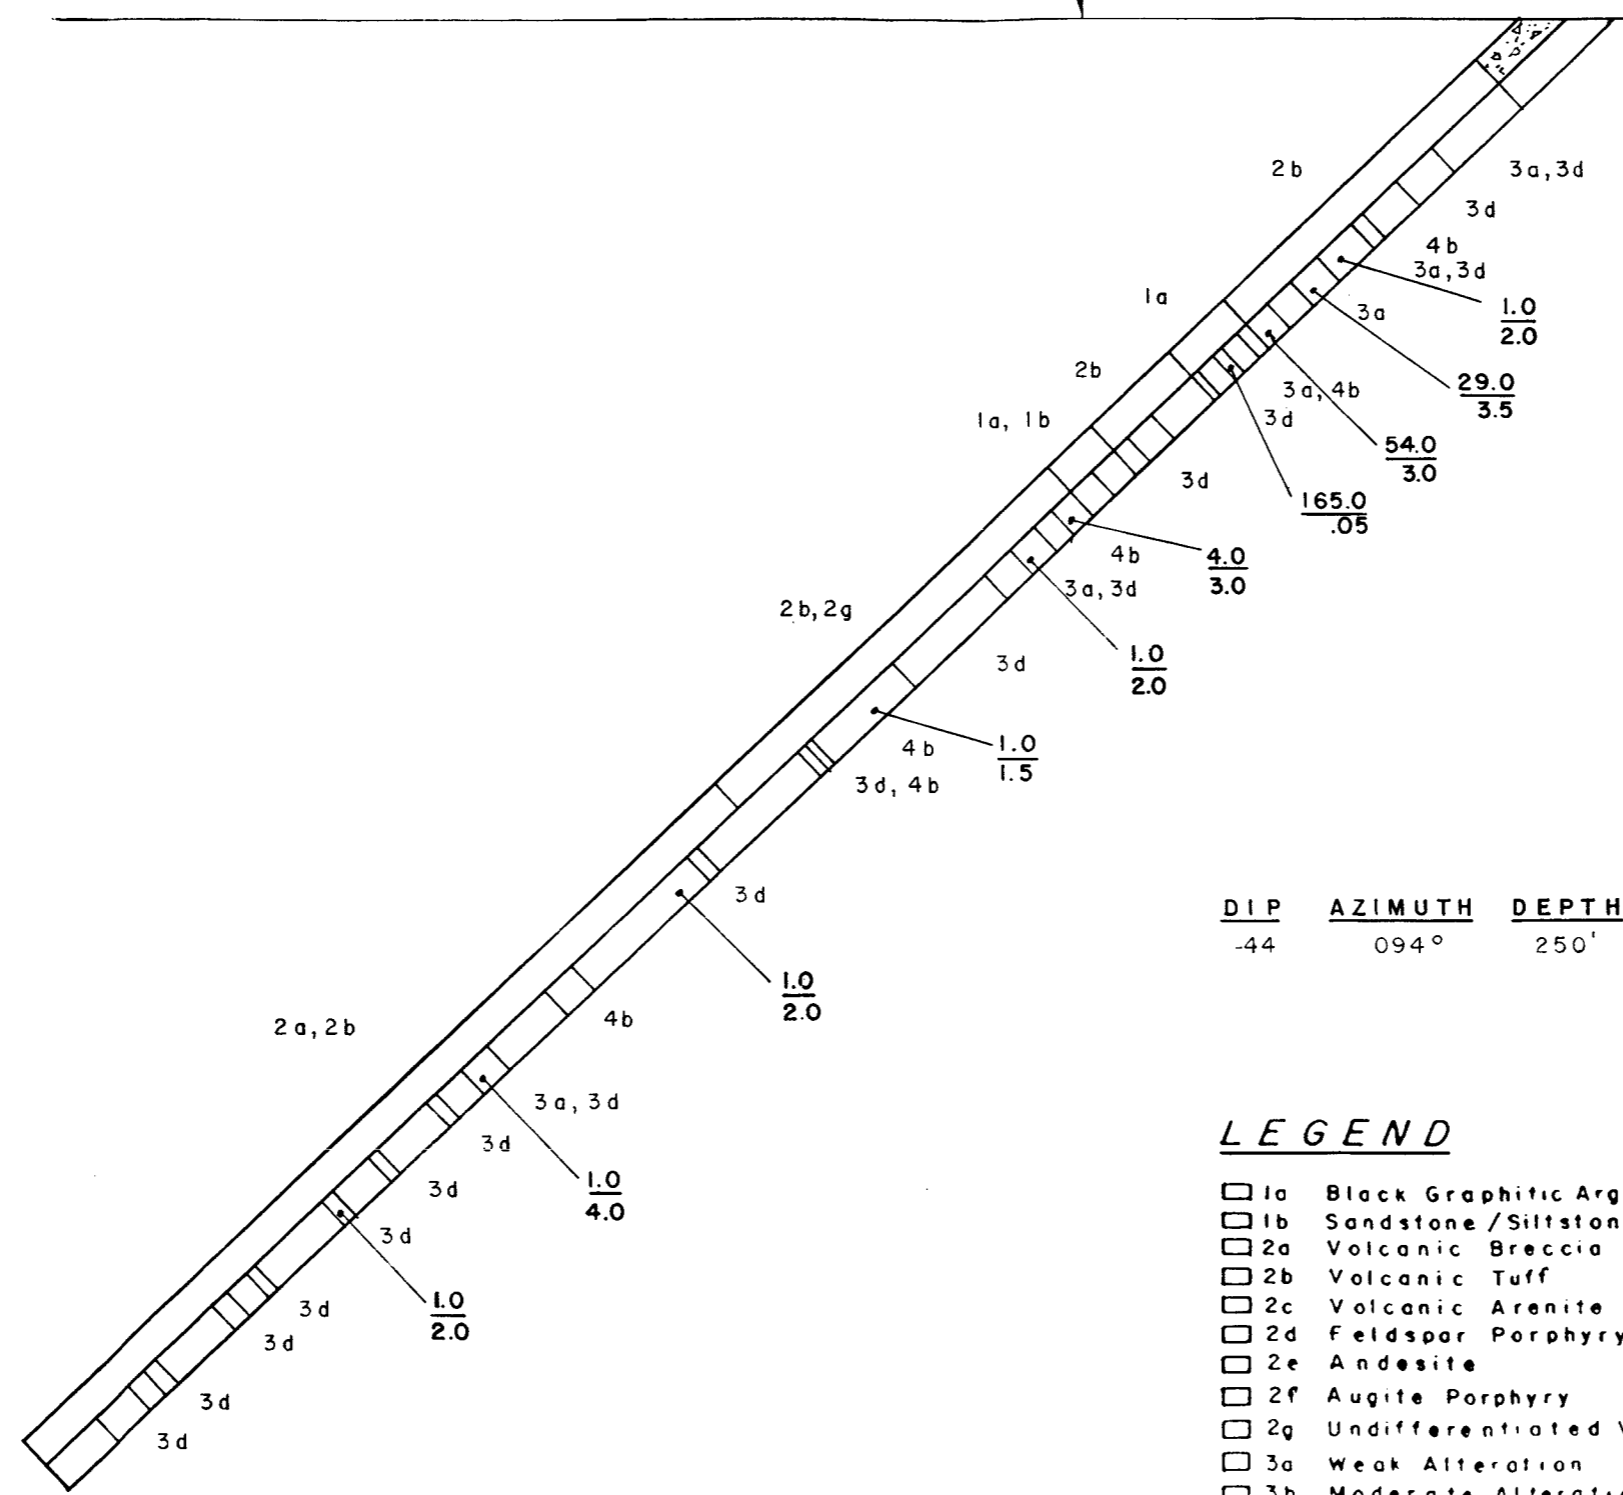 2b
3a, 3d
3d
4b
3a, 3d
1a
3a
1.0
2.0
2b
3a, 4b
29.0
3.5
1a, 1b
3d
54.0
3.0
3d
165.0
.05
4b
4.0
3.0
3a, 3d
2b, 2g
3d
1.0
2.0
4b
1.0
1.5
3d, 4b
3d
DIP AZIMUTH DEPTH
-44 094° 250'
1.0
2.0
4b
2a, 2b
3a, 3d
3d
1.0
4.0
3d
3d
1.0
2.0
3d
3d
3d
3d
LEGEND
1a Black Graphitic Arg
1b Sandstone/Siltston
2a Volcanic Breccia
2b Volcanic Tuff
2c Volcanic Arenite
2d Feldspar Porphyry
2e Andesite
2f Augite Porphyry
2g Undifferentiated V
3a Weak Alteration
3b Moderate Alterati